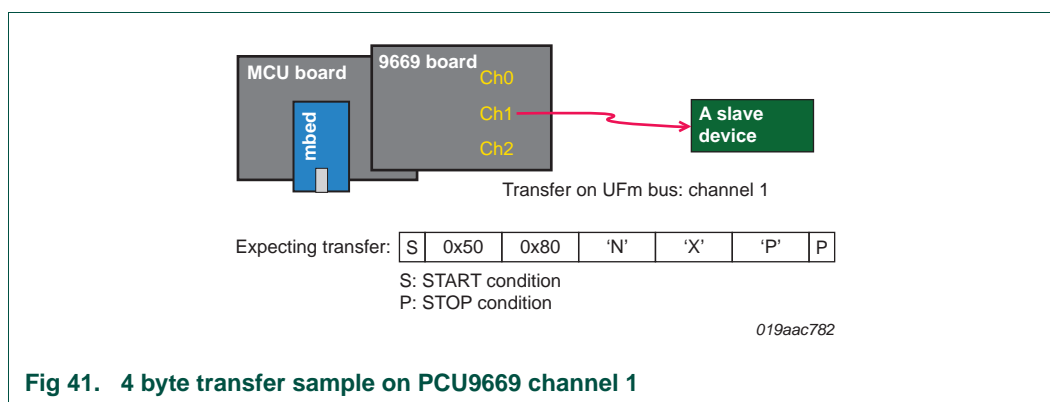 MCU board
9669 board
Ch0
Ch1
Ch2
mbed
A slave
device
Transfer on UFm bus: channel 1
Expecting transfer: S 0x50 0x80 ‘N’ ‘X’ ‘P’ P
S: START condition
P: STOP condition
019aac782
Fig 41. 4 byte transfer sample on PCU9669 channel 1